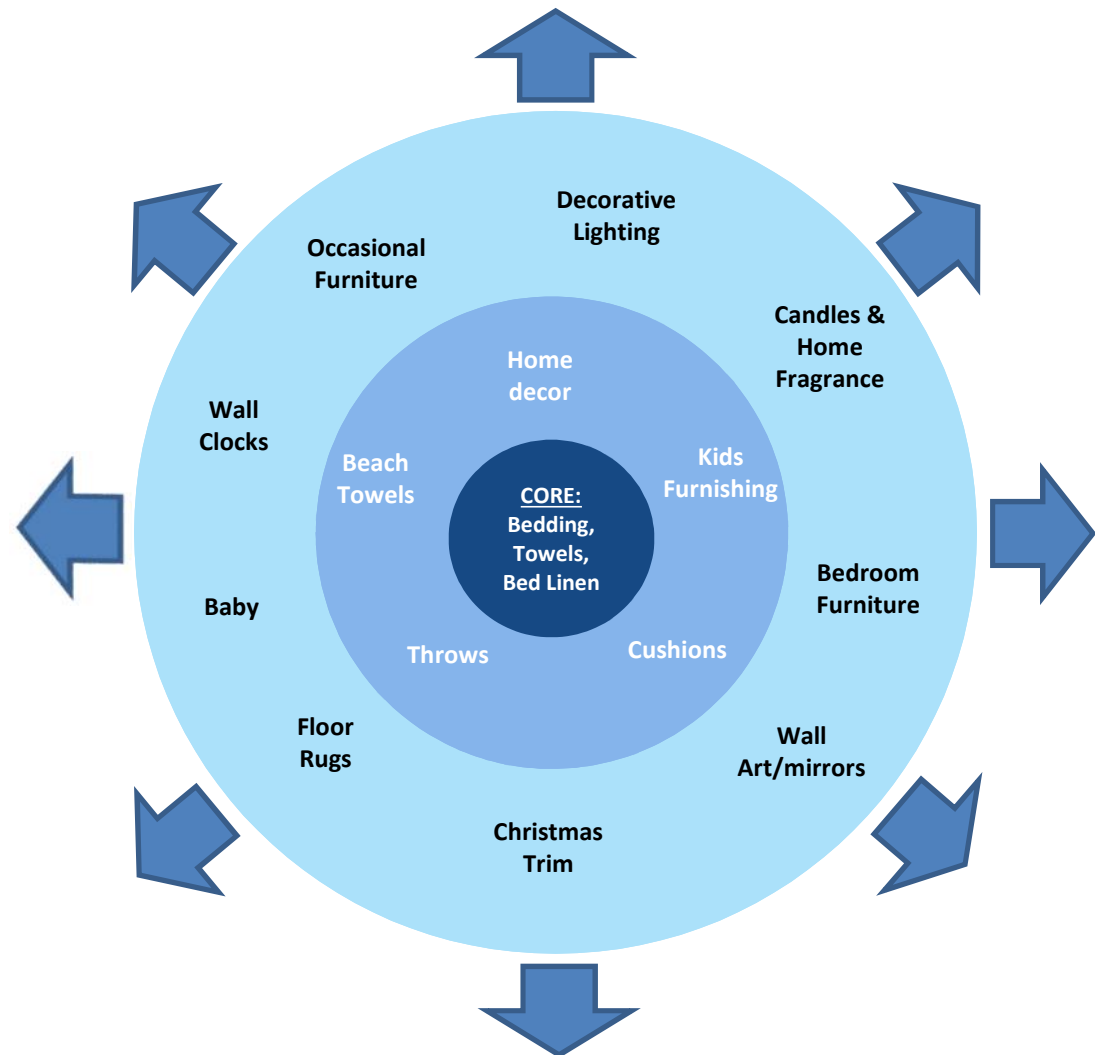 Decorative
Lighting
Occasional
Furniture
Candles &
Home
Fragrance
Home
decor
Wall
Clocks
Beach
Towels
Kids
Furnishing
CORE:
Bedding,
Towels,
Bed Linen
Bedroom
Furniture
Baby
Throws
Cushions
Floor
Rugs
Wall
Art/mirrors
Christmas
Trim